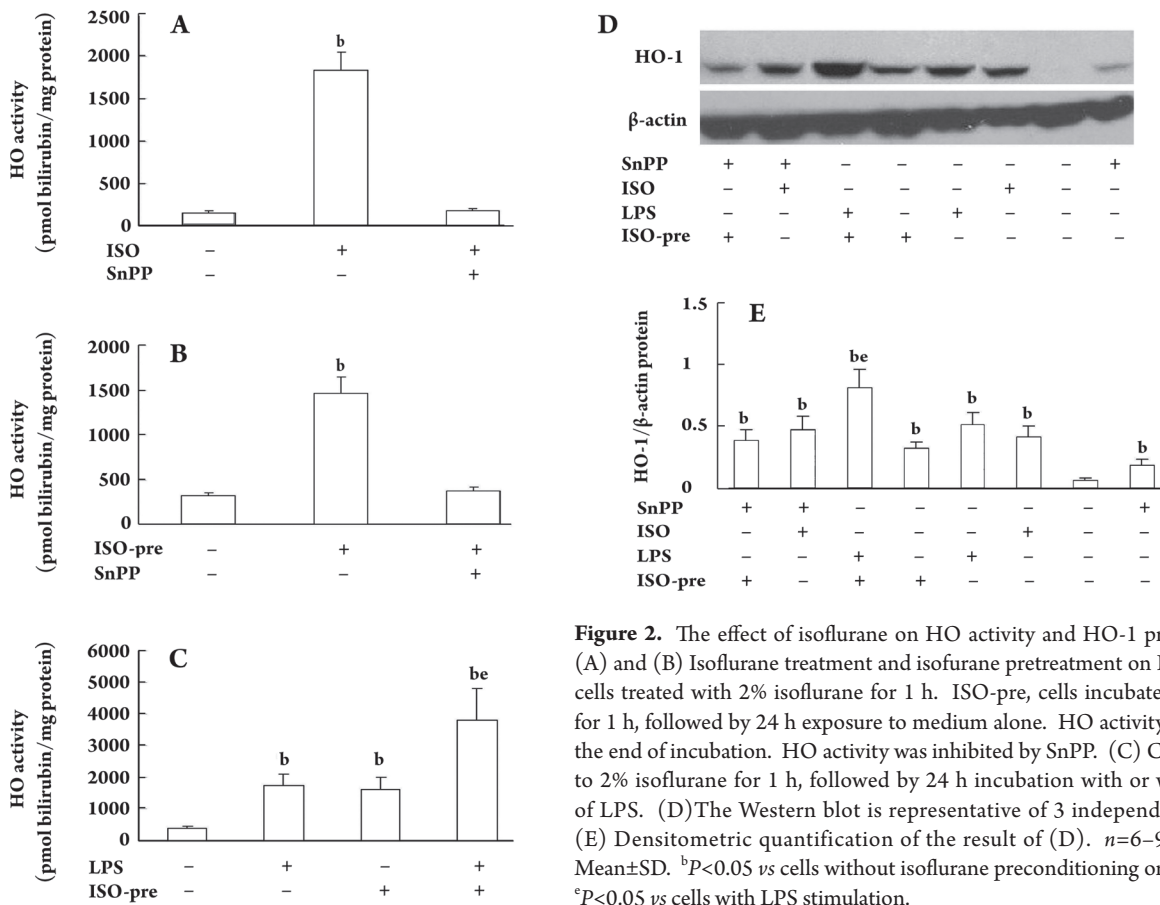 A
HO activity
(pmol bilirubin/mg protein)
2500
2000
1500
1000
500
0
b
ISO – + +
SnPP – – +
B
HO activity
(pmol bilirubin/mg protein)
2000
1500
1000
500
0
b
ISO-pre – + +
SnPP – – +
C
HO activity
(pmol bilirubin/mg protein)
6000
5000
4000
3000
2000
1000
0
b b be
LPS – + – +
ISO-pre – – + +
D
HO-1
β-actin
SnPP + + – – – – – +
ISO – + – – – + – –
LPS – – + – + – – –
ISO-pre + – + + – – – –
E
HO-1/β-actin protein
1.5
1
0.5
0
b b be b b b b
SnPP + + – – – – – +
ISO – + – – – + – –
LPS – – + – + – – –
ISO-pre + – + + – – – –
Figure 2. The effect of isoflurane on HO activity and HO-1 pr
(A) and (B) Isoflurane treatment and isofurane pretreatment on
cells treated with 2% isoflurane for 1 h. ISO-pre, cells incubate
for 1 h, followed by 24 h exposure to medium alone. HO activity
the end of incubation. HO activity was inhibited by SnPP. (C) C
to 2% isoflurane for 1 h, followed by 24 h incubation with or
of LPS. (D)The Western blot is representative of 3 independ
(E) Densitometric quantification of the result of (D). n=6–9
Mean±SD. bP<0.05 vs cells without isoflurane preconditioning or
eP<0.05 vs cells with LPS stimulation.